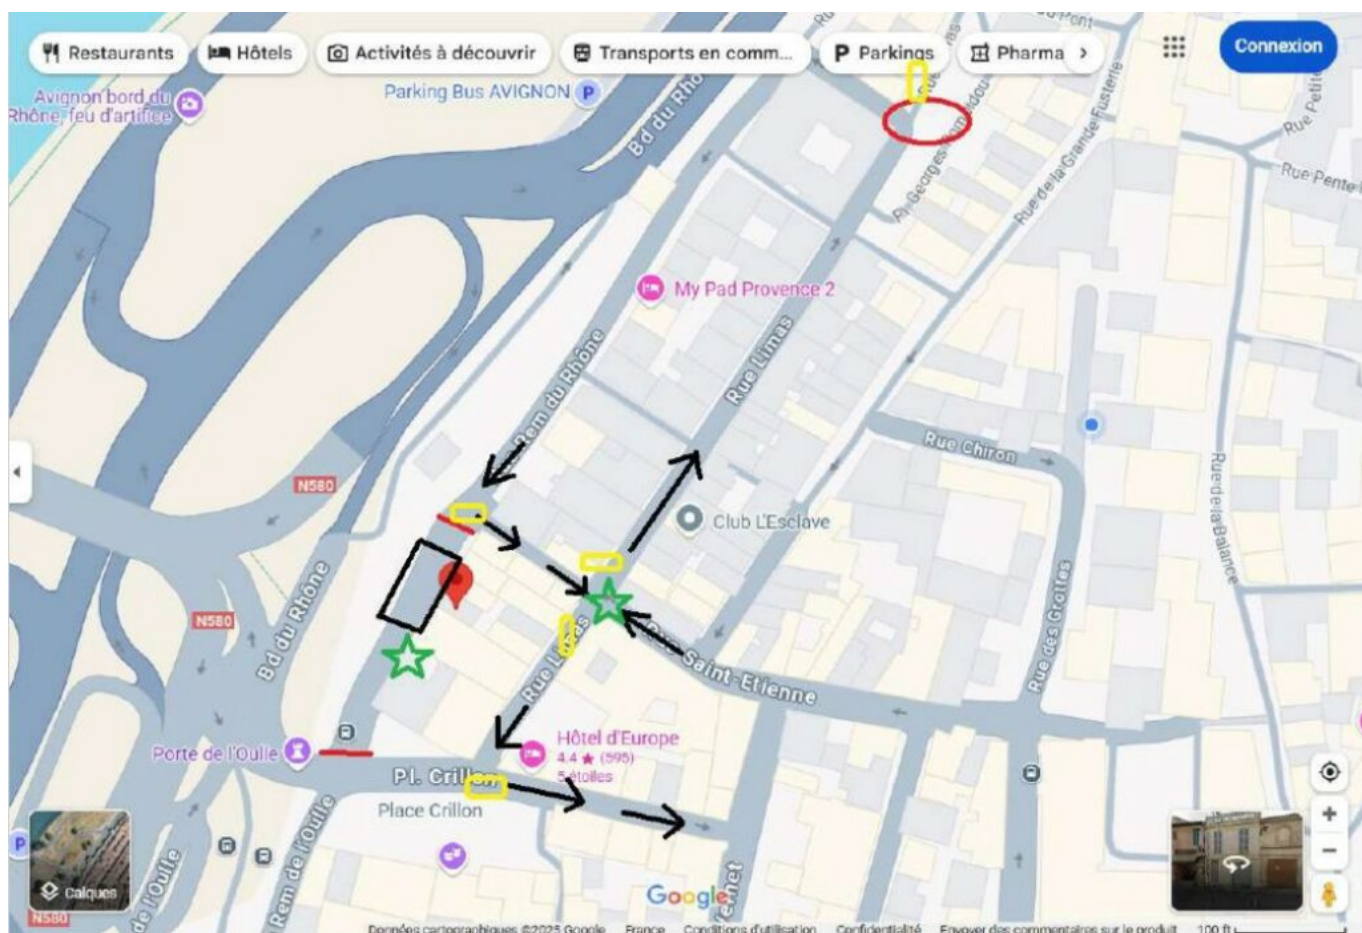 Restaurants
Hôtels
Activités à découvrir
Transports en comm...
Parkings
Pharma
Connexion
Avignon bord du
Rhône, feu d'artifice
Parking Bus AVIGNON
P
Bd du Rhône
Pl. Georges Pompidou
Rue de la Grande Fusterie
Rue Petite
Rue Pente
My Pad Provence 2
Rue Limas
Rem du Rhône
Rue Chiron
N580
Club L'Esclave
Rue de la Balance
Bd du Rhône
N580
Rue des Grottes
Rue Limas
Rue Saint-Etienne
Hôtel d'Europe
4.4 ★ (595)
5 étoiles
Porte de l'Oulle
Pl. Crillon
Place Crillon
P
Rem de l'Oulle
de l'Oulle
Calques
N580
Google
Données cartographiques ©2025 Google France Conditions d'utilisation Confidentialité Envoyer des commentaires sur le produit 100 ft